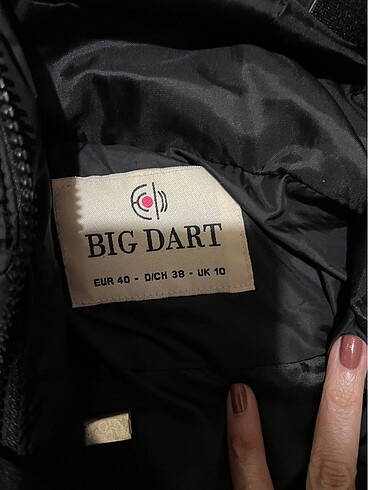 BIG DART
EUR 40 - D/CH 38 - UK 10